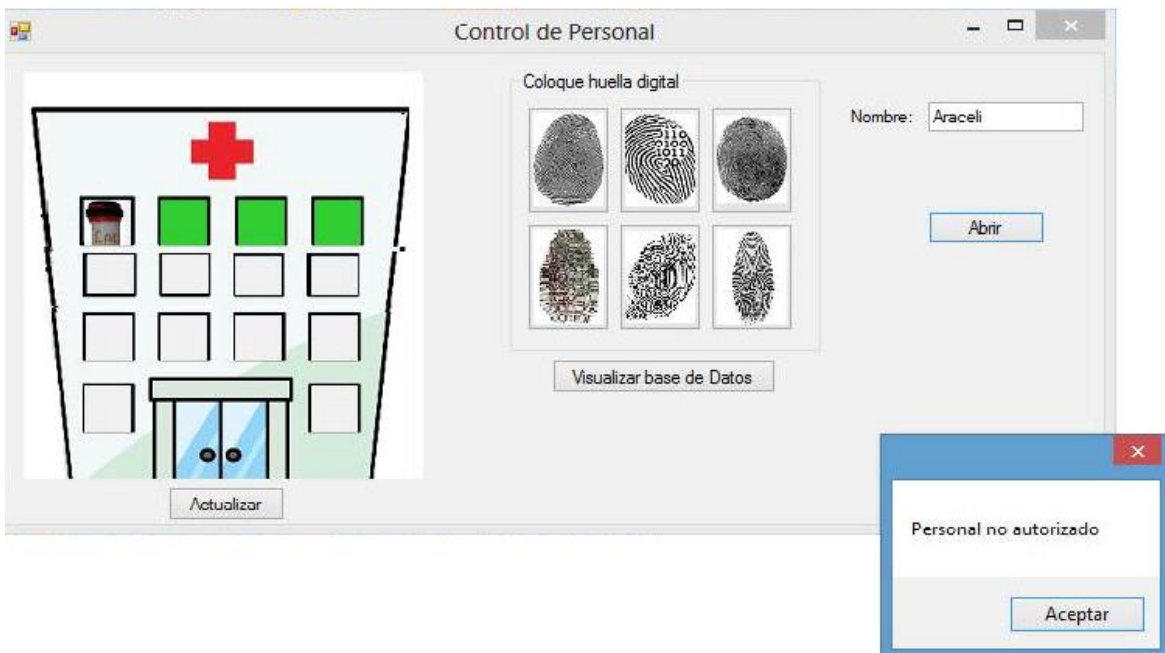 Control de Personal
Coloque huella digital
Nombre:
Araceli
Abrir
Visualizar base de Datos
Actualizar
Personal no autorizado
Aceptar